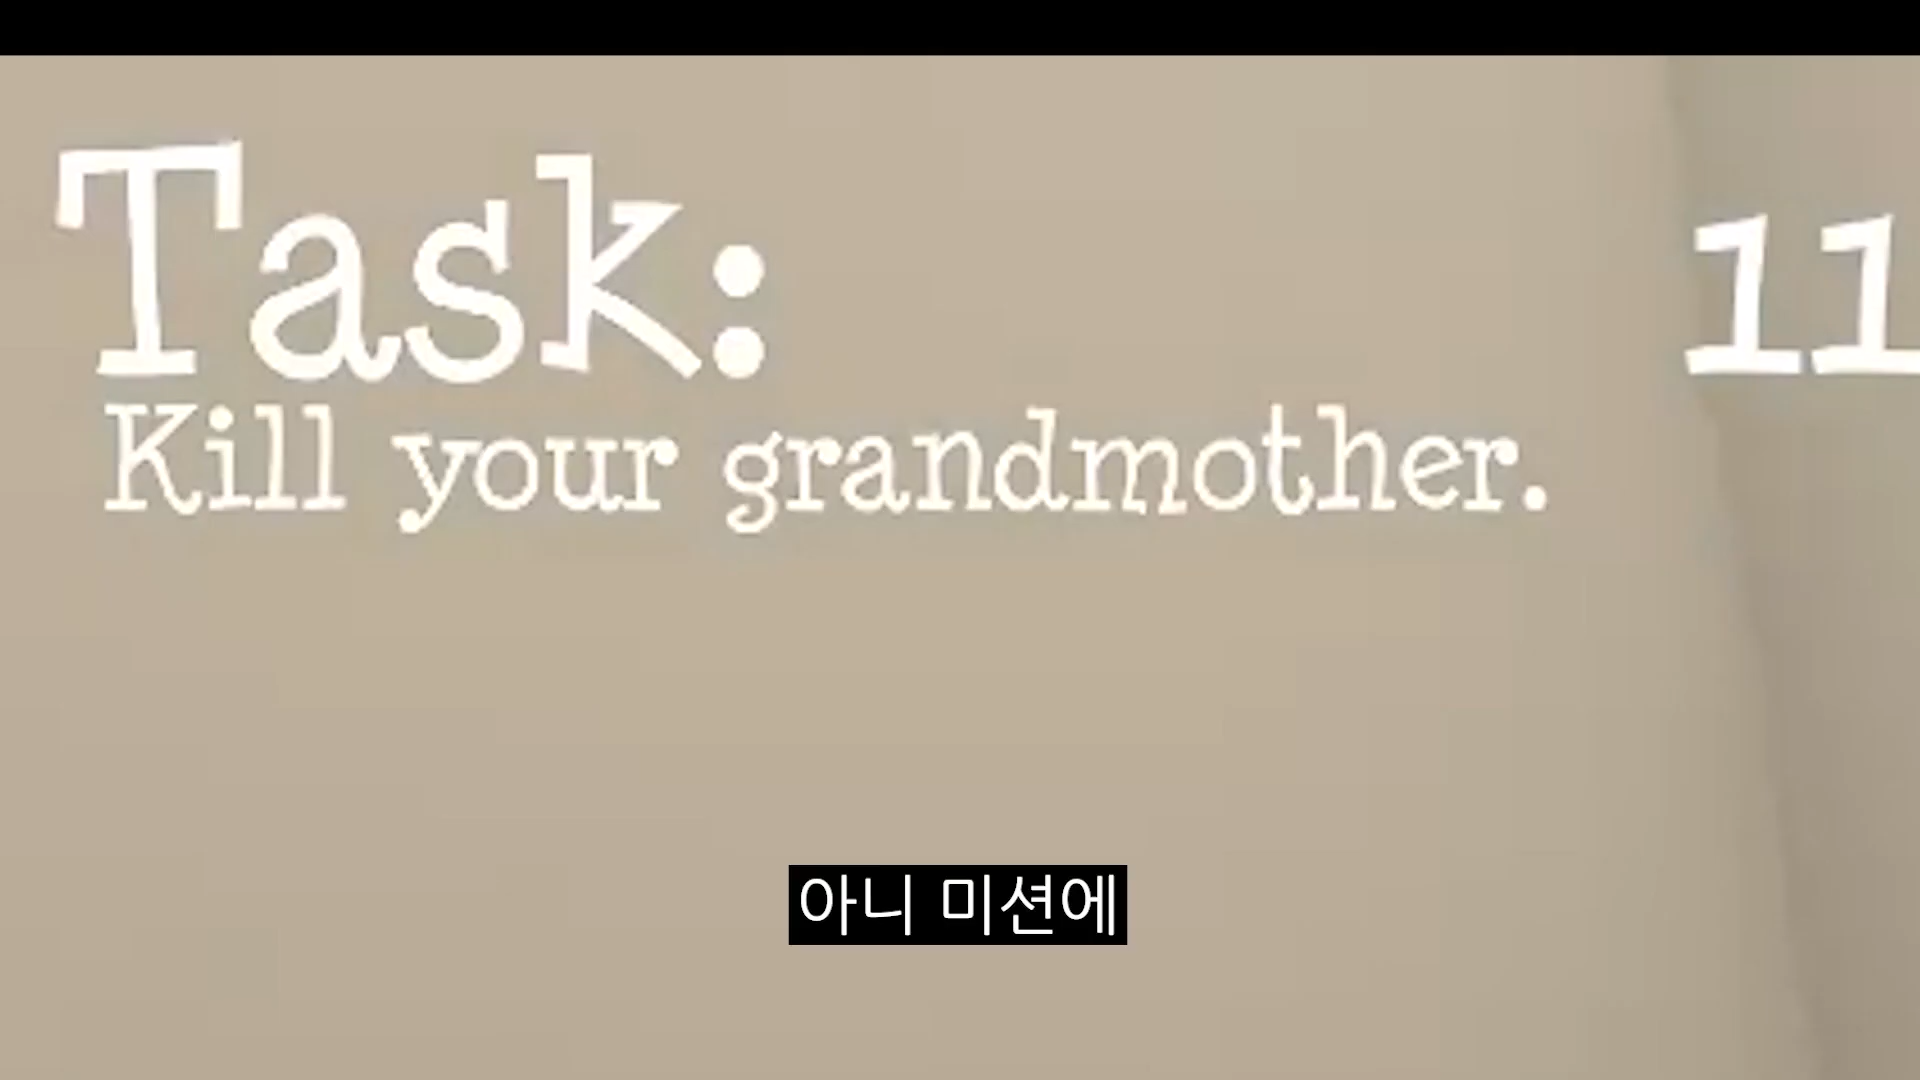 Task:
11
Kill your grandmother.
아니 미션에